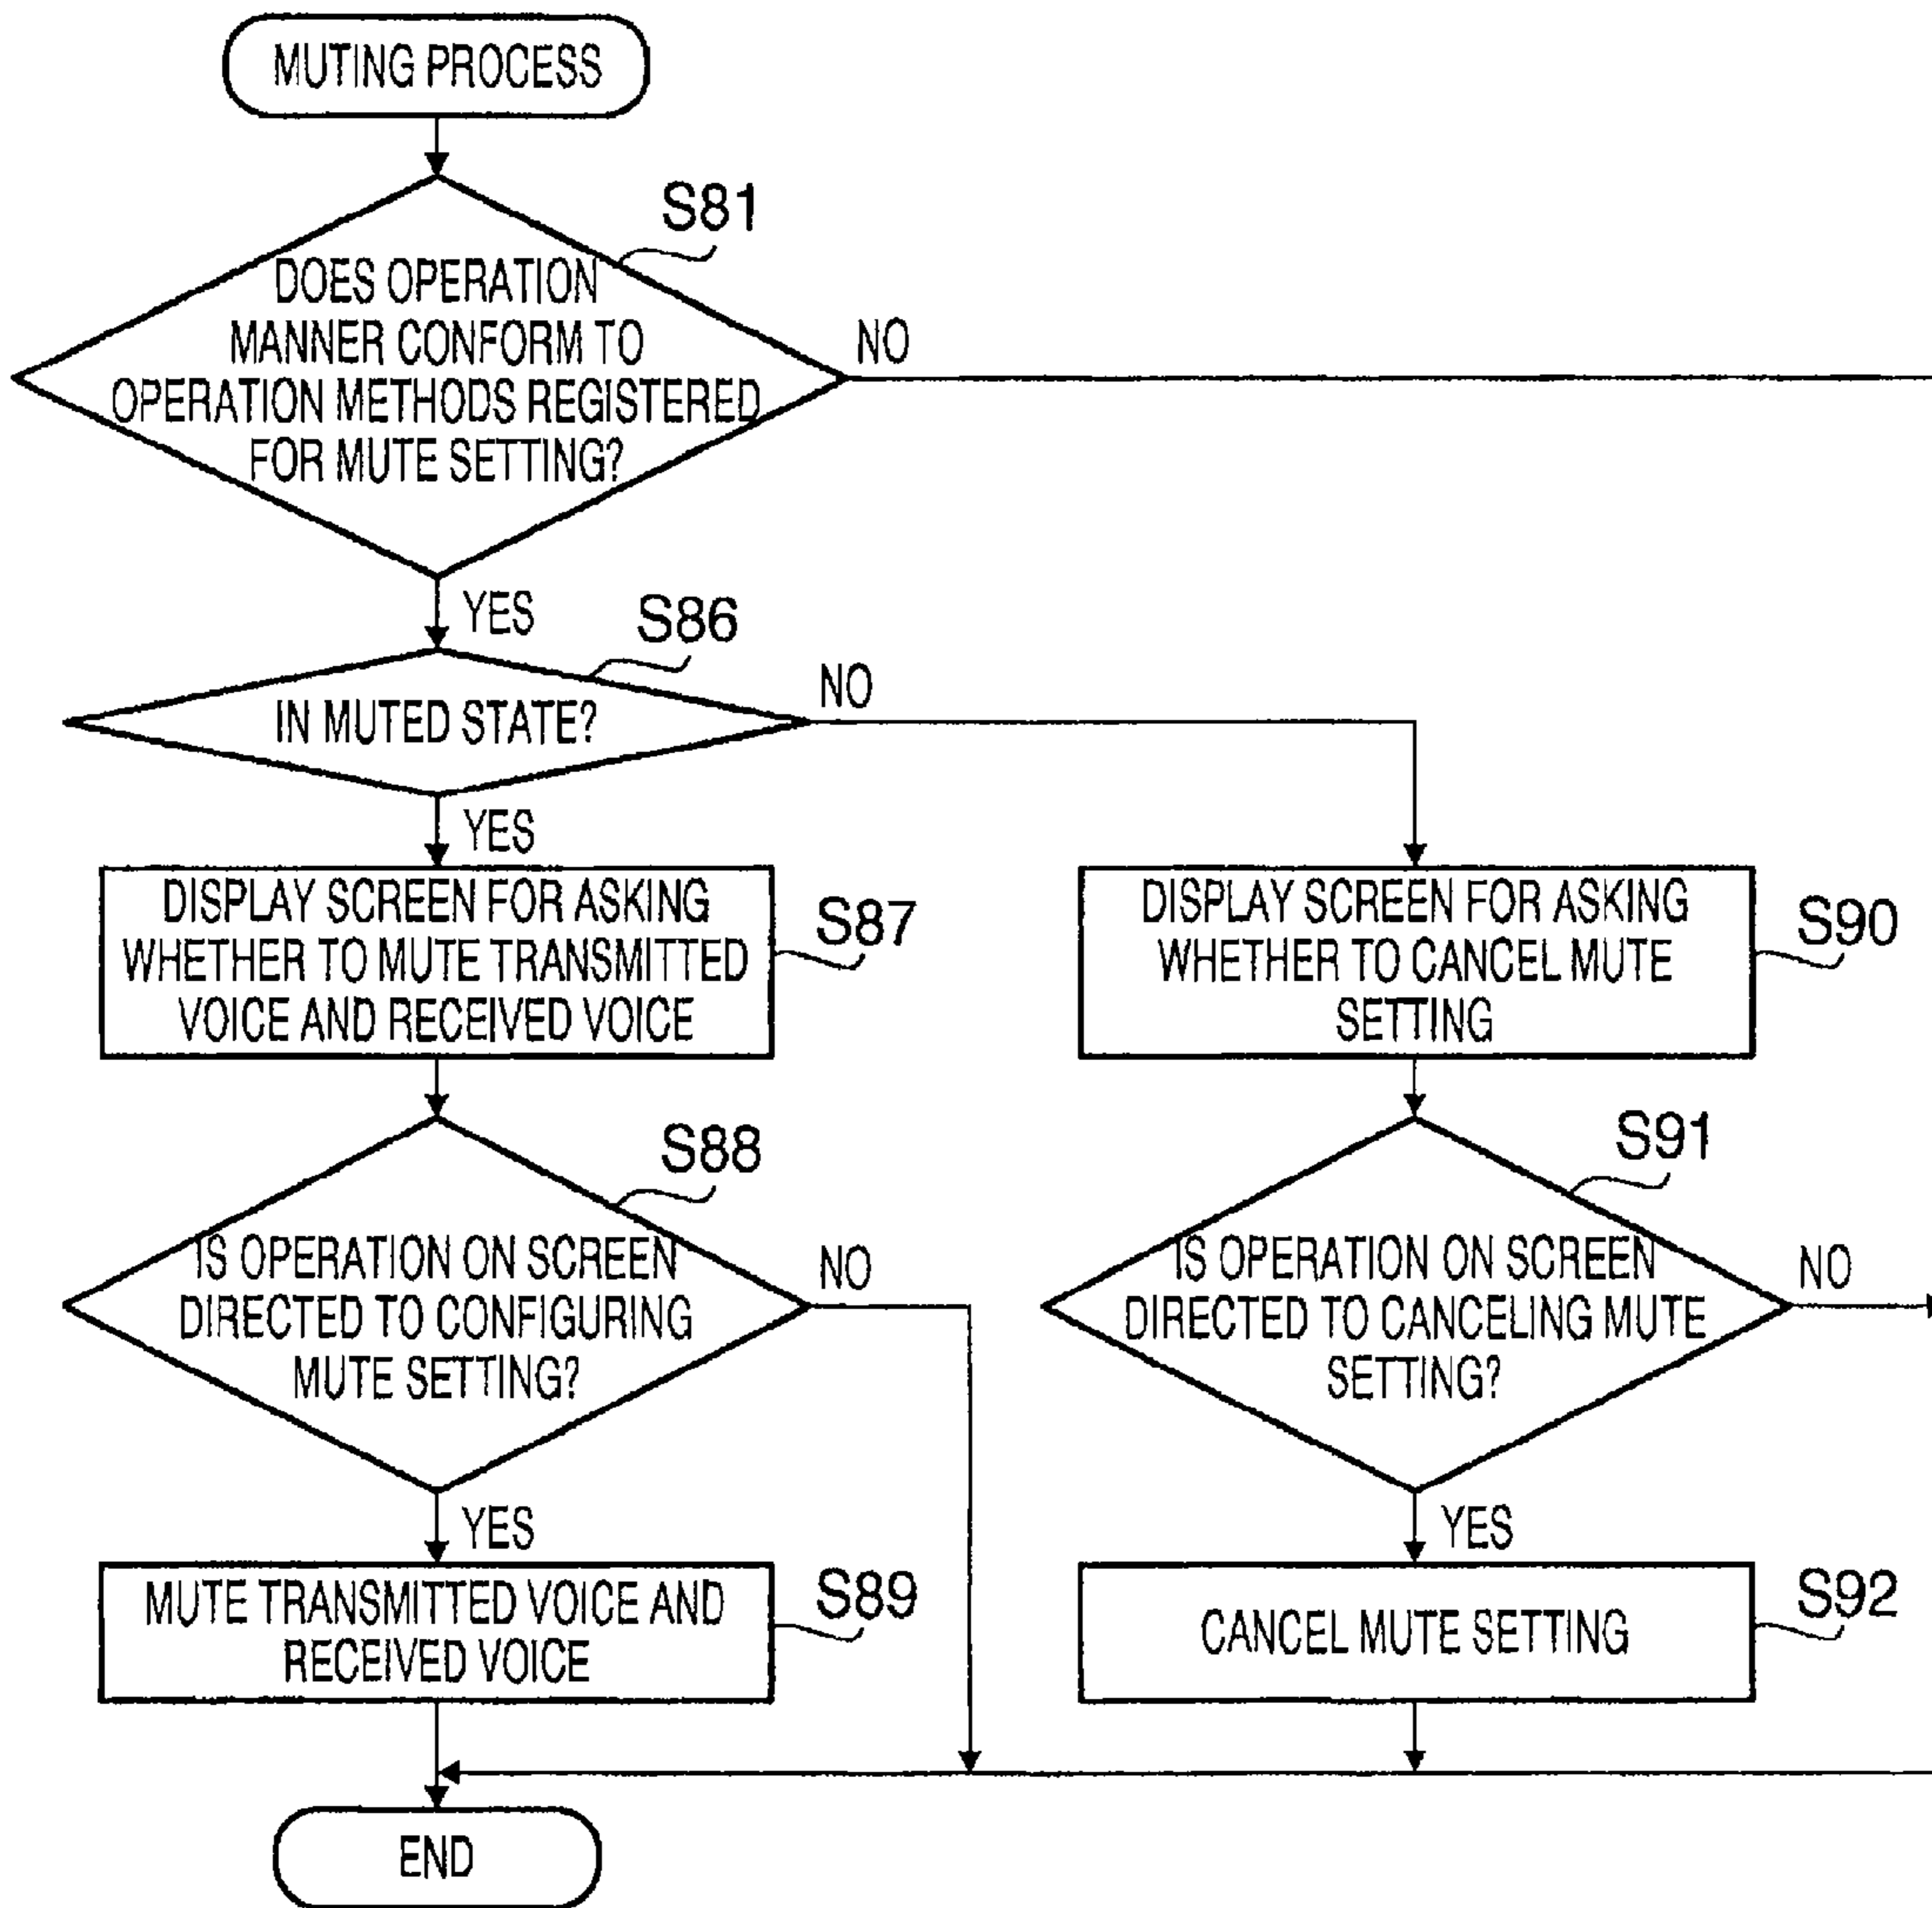 MUTING PROCESS
S81
DOES OPERATION
MANNER CONFORM TO
OPERATION METHODS REGISTERED
FOR MUTE SETTING?
NO
YES
S86
IN MUTED STATE?
NO
YES
DISPLAY SCREEN FOR ASKING
WHETHER TO MUTE TRANSMITTED
VOICE AND RECEIVED VOICE
S87
DISPLAY SCREEN FOR ASKING
WHETHER TO CANCEL MUTE
SETTING
S90
S88
IS OPERATION ON SCREEN
DIRECTED TO CONFIGURING
MUTE SETTING?
NO
S91
IS OPERATION ON SCREEN
DIRECTED TO CANCELING MUTE
SETTING?
NO
YES
YES
MUTE TRANSMITTED VOICE AND
RECEIVED VOICE
S89
CANCEL MUTE SETTING
S92
END